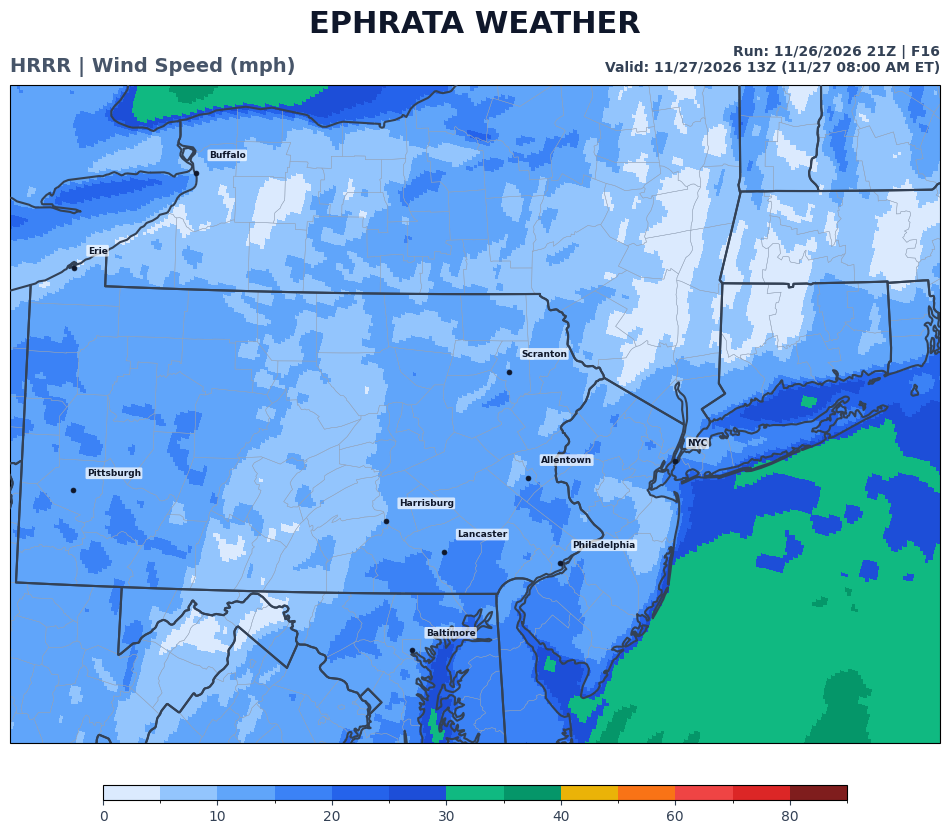 EPHRATA WEATHER
HRRR | Wind Speed (mph)
Run: 11/26/2026 21Z | F16
Valid: 11/27/2026 13Z (11/27 08:00 AM ET)
Buffalo
Erie
Scranton
NYC
Allentown
Pittsburgh
Harrisburg
Lancaster
Philadelphia
Baltimore
0 10 20 30 40 50 60 70 80